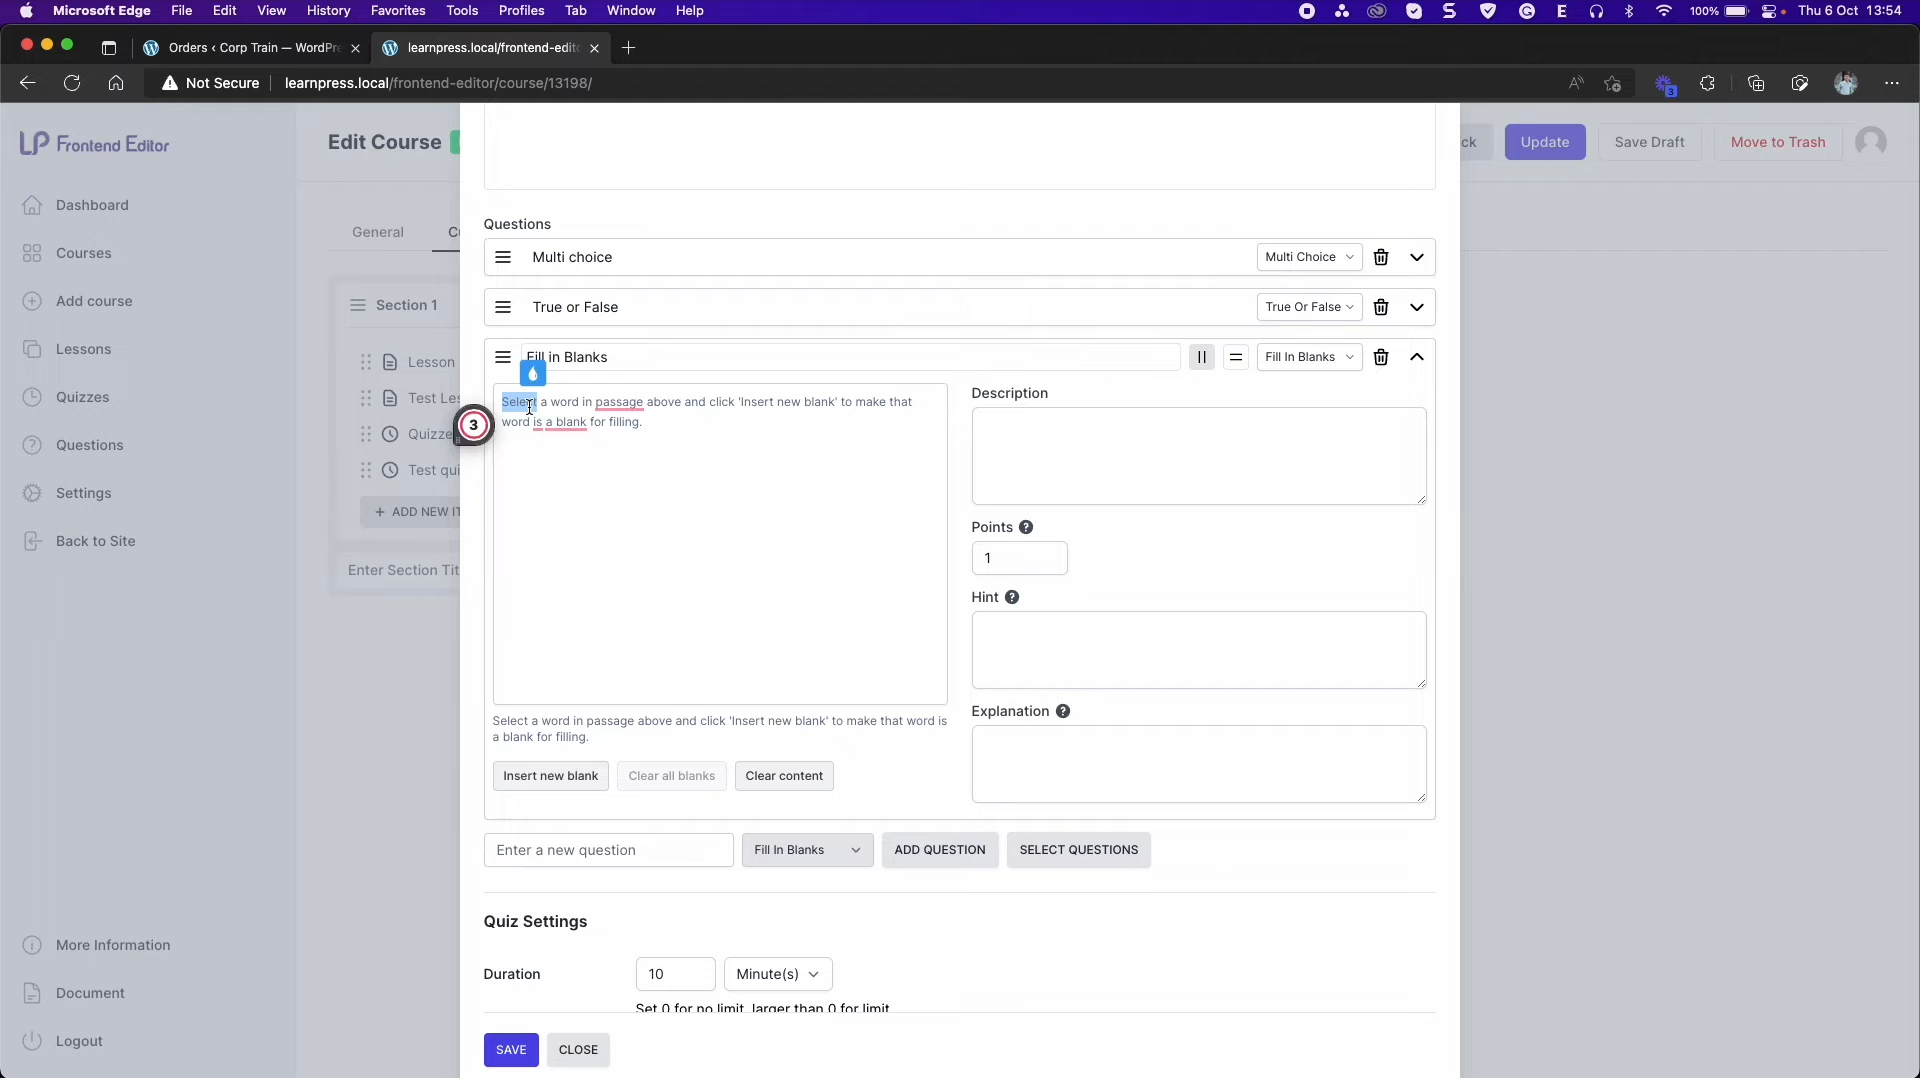 Microsoft Edge File Edit View History Favorites Tools Profiles Tab Window Help
E 100% Thu 6 Oct 13:54
Orders ‹ Corp Train — WordPre
learnpress.local/frontend-edito
Not Secure learnpress.local/frontend-editor/course/13198/
3
LP Frontend Editor
Edit Course
ck
Update
Save Draft
Move to Trash
Dashboard
Courses
Add course
Lessons
Quizzes
Questions
Settings
Back to Site
More Information
Document
Logout
General
Cu
Section 1
Lesson
Test Les
Quizze
Test qui
+ ADD NEW IT
Enter Section Tit
Questions
Multi choice
Multi Choice
True or False
True Or False
Fill in Blanks
Fill In Blanks
3
Select a word in passage above and click 'Insert new blank' to make that
word is a blank for filling.
Select a word in passage above and click 'Insert new blank' to make that word is
a blank for filling.
Insert new blank
Clear all blanks
Clear content
Description
Points ?
1
Hint ?
Explanation ?
Enter a new question
Fill In Blanks
ADD QUESTION
SELECT QUESTIONS
Quiz Settings
Duration
10
Minute(s)
Set 0 for no limit, larger than 0 for limit
SAVE
CLOSE